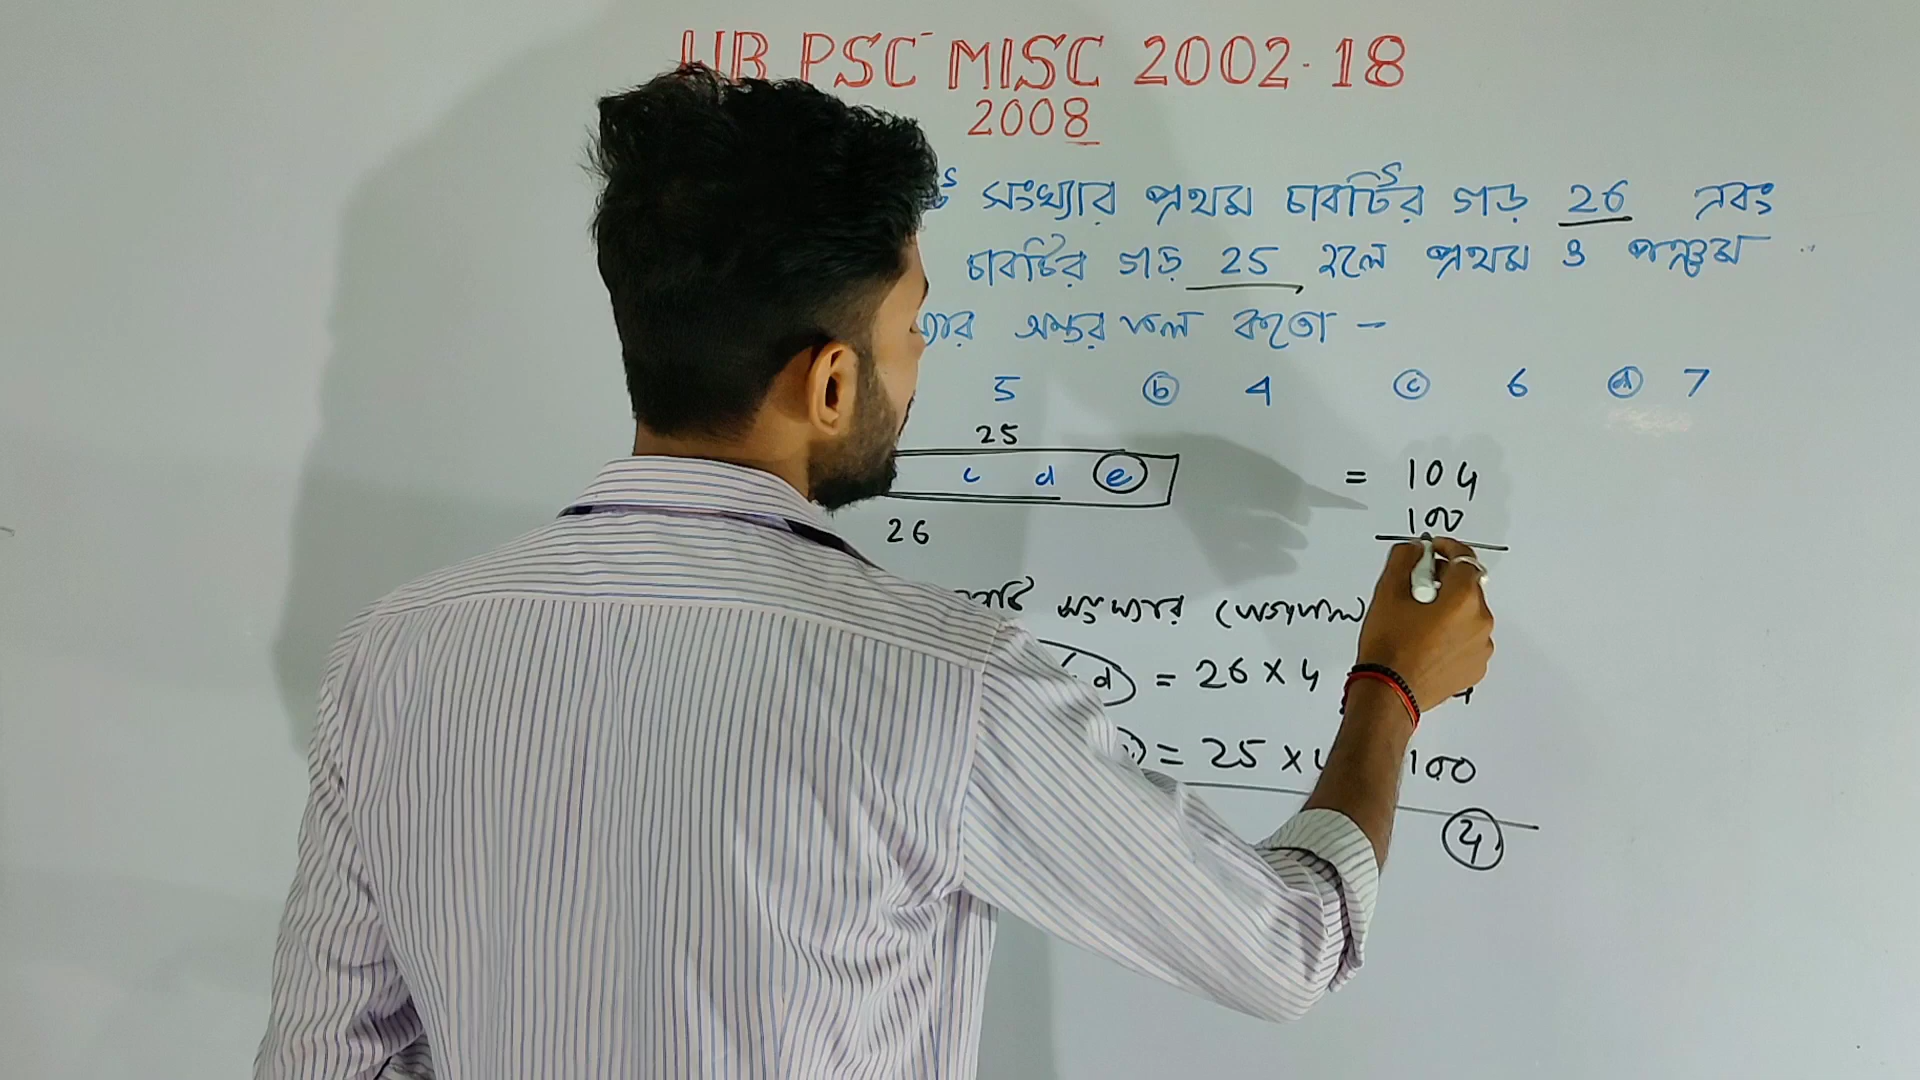 WB PSC MISC 2002-18
2008
সংখ্যার প্রথম চারটির গড় 26 এবং
চারটির গড় 25 হলে প্রথম ও পঞ্চম
অন্তর ফল কতো -
5 ⓑ 4 ⓒ 6 ⓓ 7
25
c d e
26
= 104
100
সংখ্যার যোগফল
d = 26 × 4
= 25 × 4 100
4